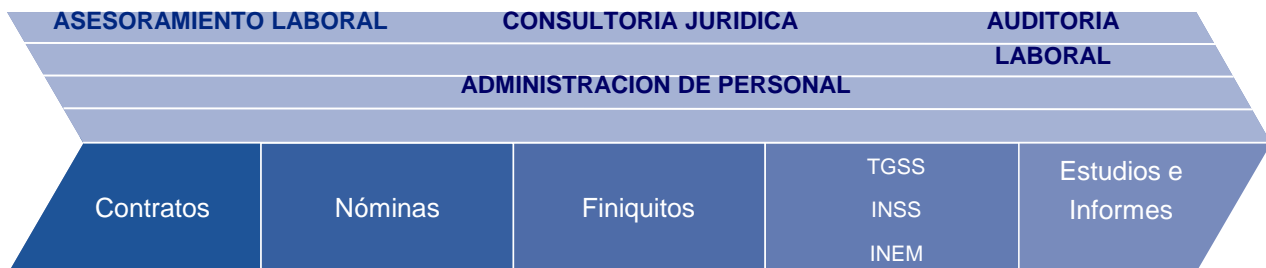 ASESORAMIENTO LABORAL
CONSULTORIA JURIDICA
AUDITORIA
LABORAL
ADMINISTRACION DE PERSONAL
Contratos
Nóminas
Finiquitos
TGSS
INSS
INEM
Estudios e
Informes